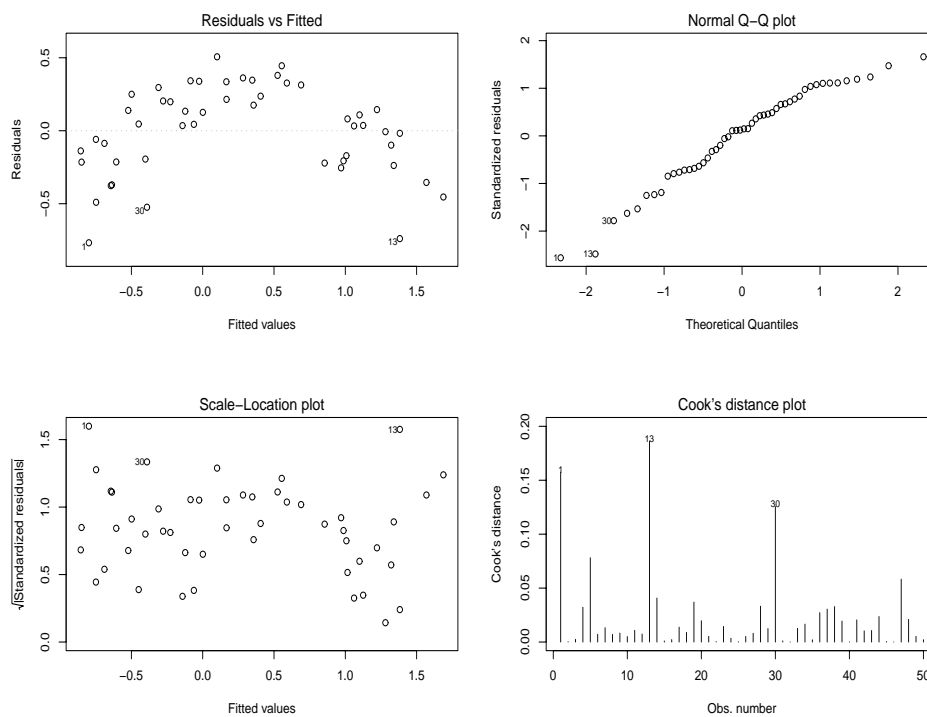 Residuals vs Fitted
Residuals
0.5
0.0
−0.5
1
30
13
−0.5 0.0 0.5 1.0 1.5
Fitted values
Normal Q−Q plot
Standardized residuals
2
1
0
−1
−2
1
13
30
−2 −1 0 1 2
Theoretical Quantiles
Scale−Location plot
√|Standardized residuals|
1.5
1.0
0.5
0.0
1
30
13
−0.5 0.0 0.5 1.0 1.5
Fitted values
Cook's distance plot
Cook's distance
0.20
0.15
0.10
0.05
0.00
1
13
30
0 10 20 30 40 50
Obs. number